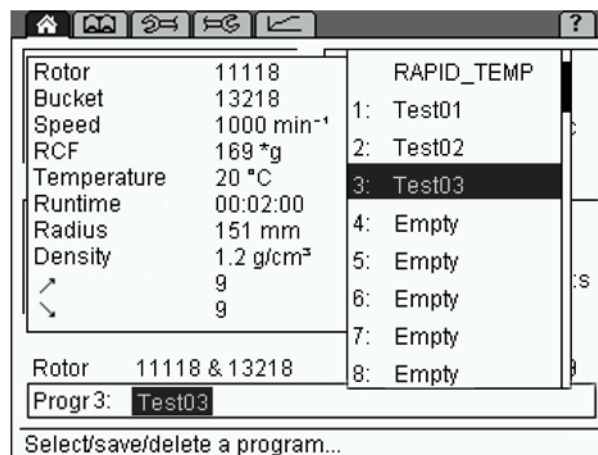 ?
Rotor 11118
Bucket 13218
Speed 1000 min⁻¹
RCF 169 *g
Temperature 20 °C
Runtime 00:02:00
Radius 151 mm
Density 1.2 g/cm³
↗ 9
↘ 9
RAPID_TEMP
1: Test01
2: Test02
3: Test03
4: Empty
5: Empty
6: Empty
7: Empty
8: Empty
Rotor 11118 & 13218
Progr 3: Test03
Select/save/delete a program...